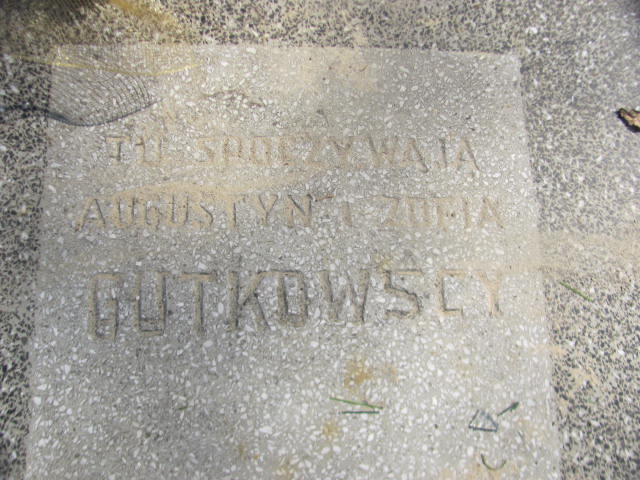 TU SPOCZYWAJĄ
AUGUSTYN I ZOFIA
GUTKOWSCY